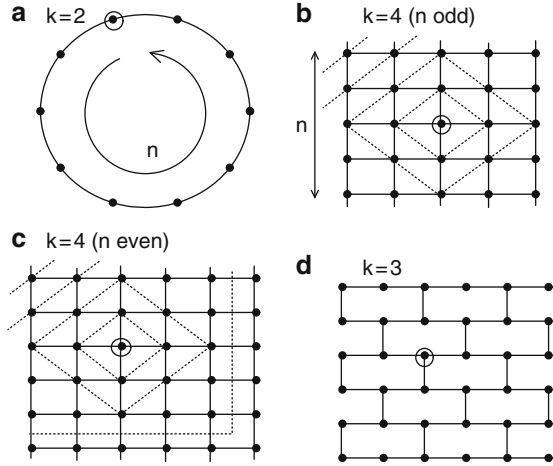 a k=2
n
b k=4 (n odd)
n
c k=4 (n even)
d k=3